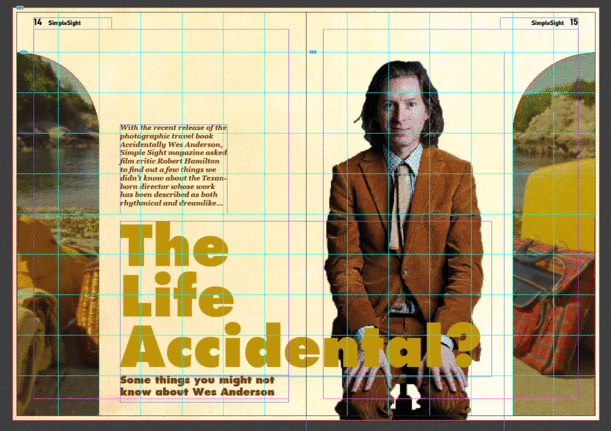 14 SimpleSight
SimpleSight 15
With the recent release of the
photographic travel book
Accidentally Wes Anderson,
Simple Sight magazine asked
film critic Robert Hamilton
to find out a few things we
didn't know about the Texan-
born director whose work
has been described as both
rhythmical and dreamlike...
The
Life
Accidental?
Some things you might not
know about Wes Anderson